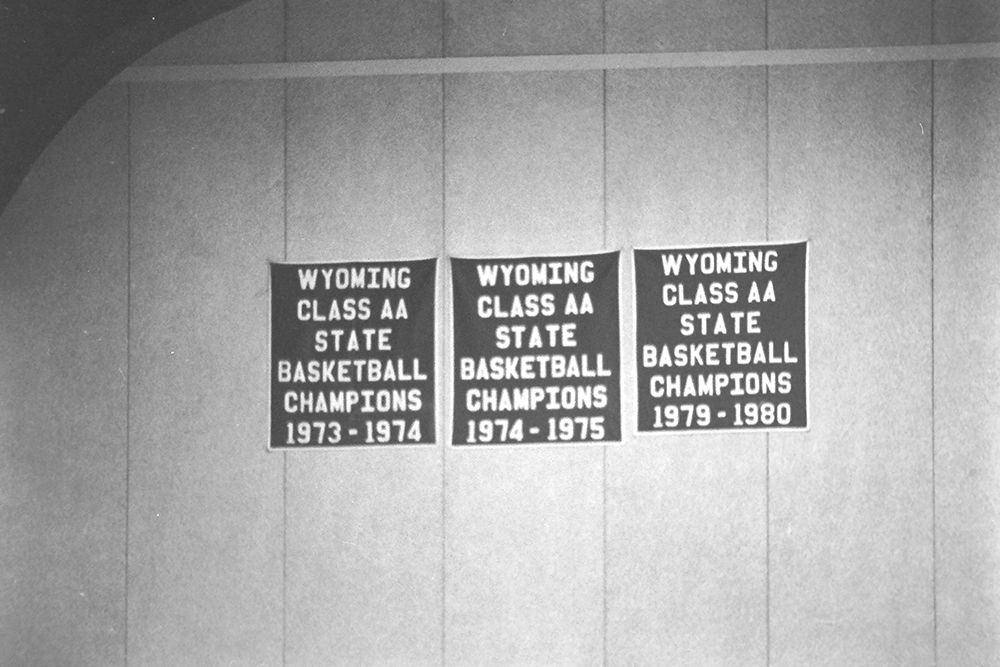 WYOMING
CLASS AA
STATE
BASKETBALL
CHAMPIONS
1973-1974
WYOMING
CLASS AA
STATE
BASKETBALL
CHAMPIONS
1974-1975
WYOMING
CLASS AA
STATE
BASKETBALL
CHAMPIONS
1979-1980